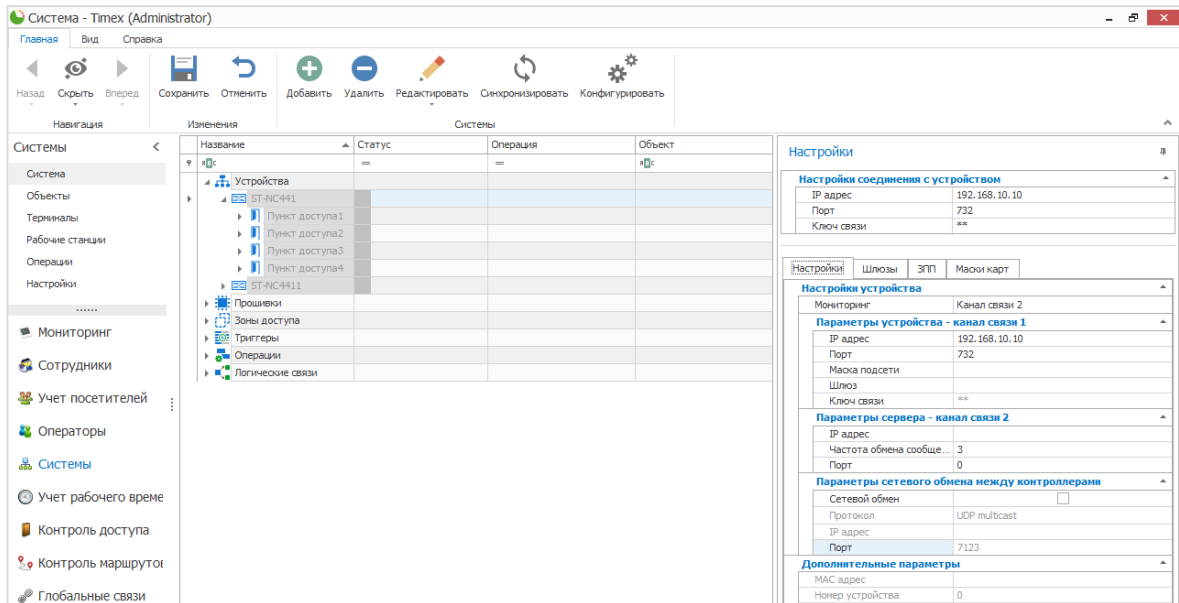 Система - Timex (Administrator)
Главная Вид Справка
Назад Скрыть Вперед Сохранить Отменить Добавить Удалить Редактировать Синхронизировать Конфигурировать
Навигация Изменения Системы
Системы
Система
Объекты
Терминалы
Рабочие станции
Операции
Настройки
Мониторинг
Сотрудники
Учет посетителей
Операторы
Системы
Учет рабочего време
Контроль доступа
Контроль маршрутов
Глобальные связи
Название Статус Операция Объект
= =
Устройства
ST-NC441
Пункт доступа1
Пункт доступа2
Пункт доступа3
Пункт доступа4
ST-NC4411
Прошивки
Зоны доступа
Триггеры
Операции
Логические связи
Настройки
Настройки соединения с устройством
IP адрес 192.168.10.10
Порт 732
Ключ связи **
Настройки Шлюзы ЗПП Маски карт
Настройки устройства
Мониторинг Канал связи 2
Параметры устройства - канал связи 1
IP адрес 192.168.10.10
Порт 732
Маска подсети
Шлюз
Ключ связи **
Параметры сервера - канал связи 2
IP адрес
Частота обмена сообще... 3
Порт 0
Параметры сетевого обмена между контроллерами
Сетевой обмен
Протокол UDP multicast
IP адрес
Порт 7123
Дополнительные параметры
MAC адрес
Номер устройства 0